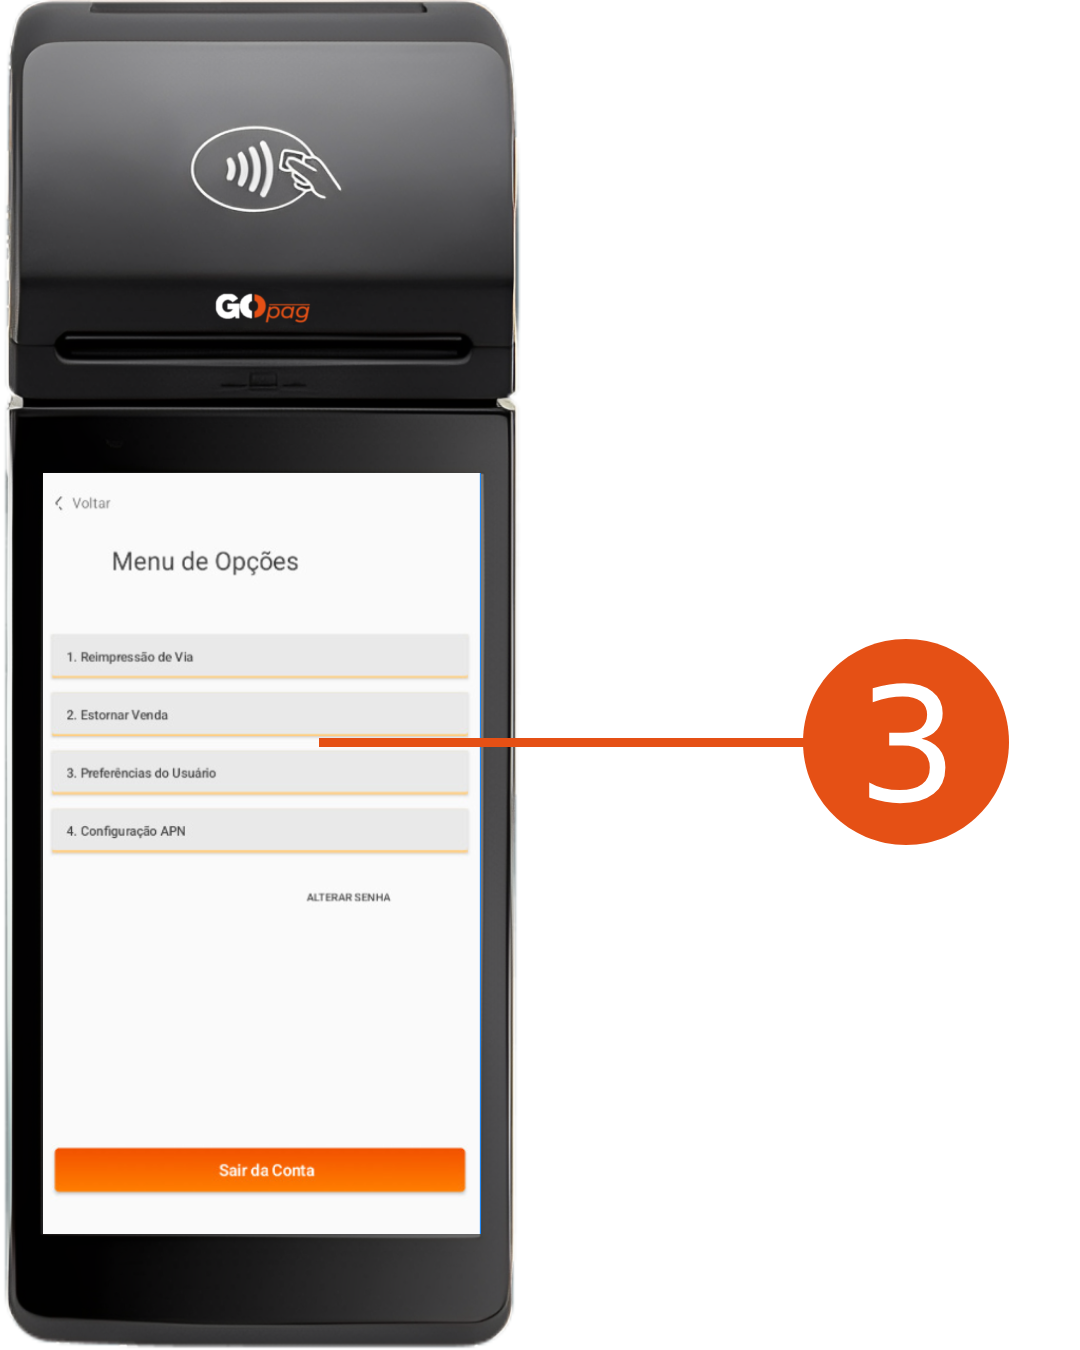 GOpag
Voltar
Menu de Opções
1. Reimpressão de Via
2. Estornar Venda
3. Preferências do Usuário
4. Configuração APN
ALTERAR SENHA
Sair da Conta
3